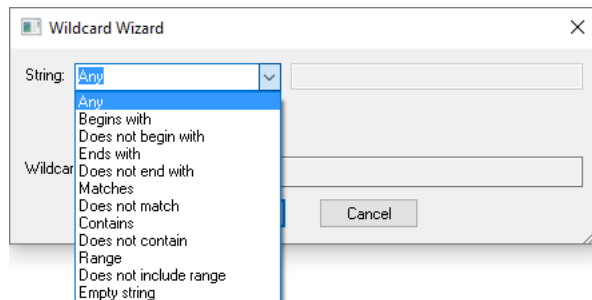 Wildcard Wizard
String: Any
Any
Begins with
Does not begin with
Ends with
Does not end with
Matches
Does not match
Contains
Does not contain
Range
Does not include range
Empty string
Wildcar
Cancel